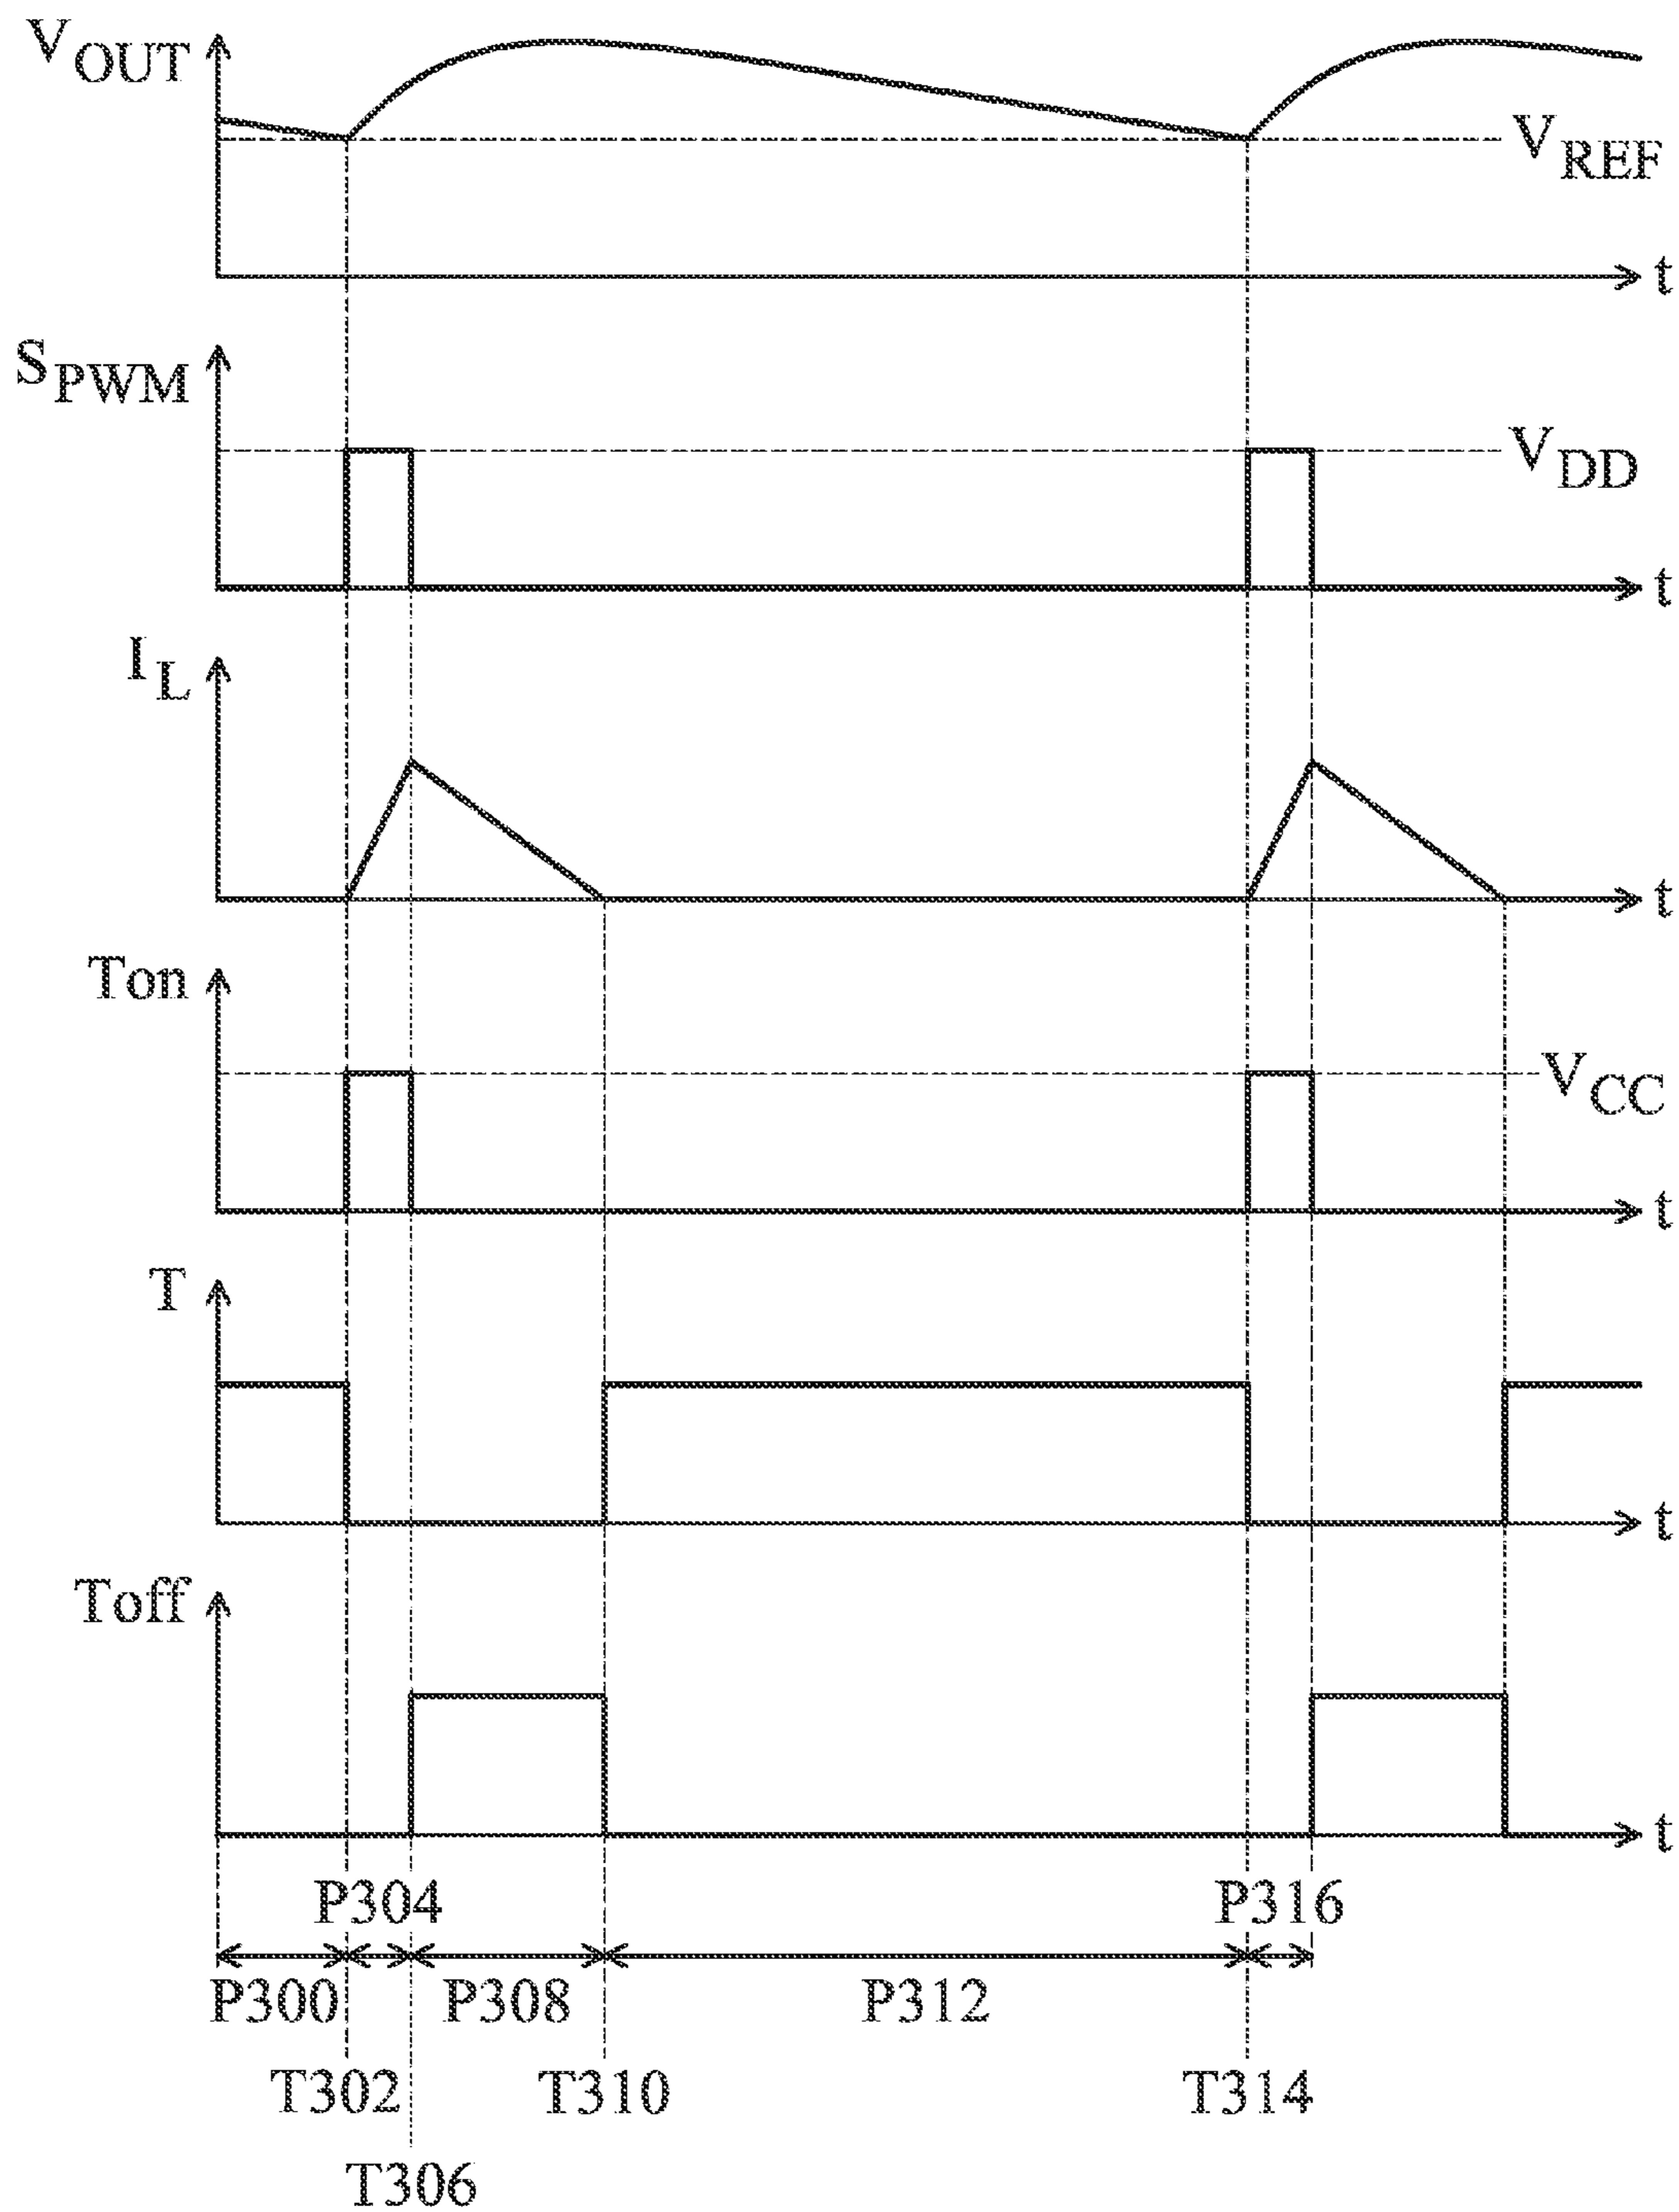 VOUT
VREF
t
SPWM
VDD
t
IL
t
Ton
VCC
t
T
t
Toff
t
P304
P316
P300
P308
P312
T302
T310
T314
T306